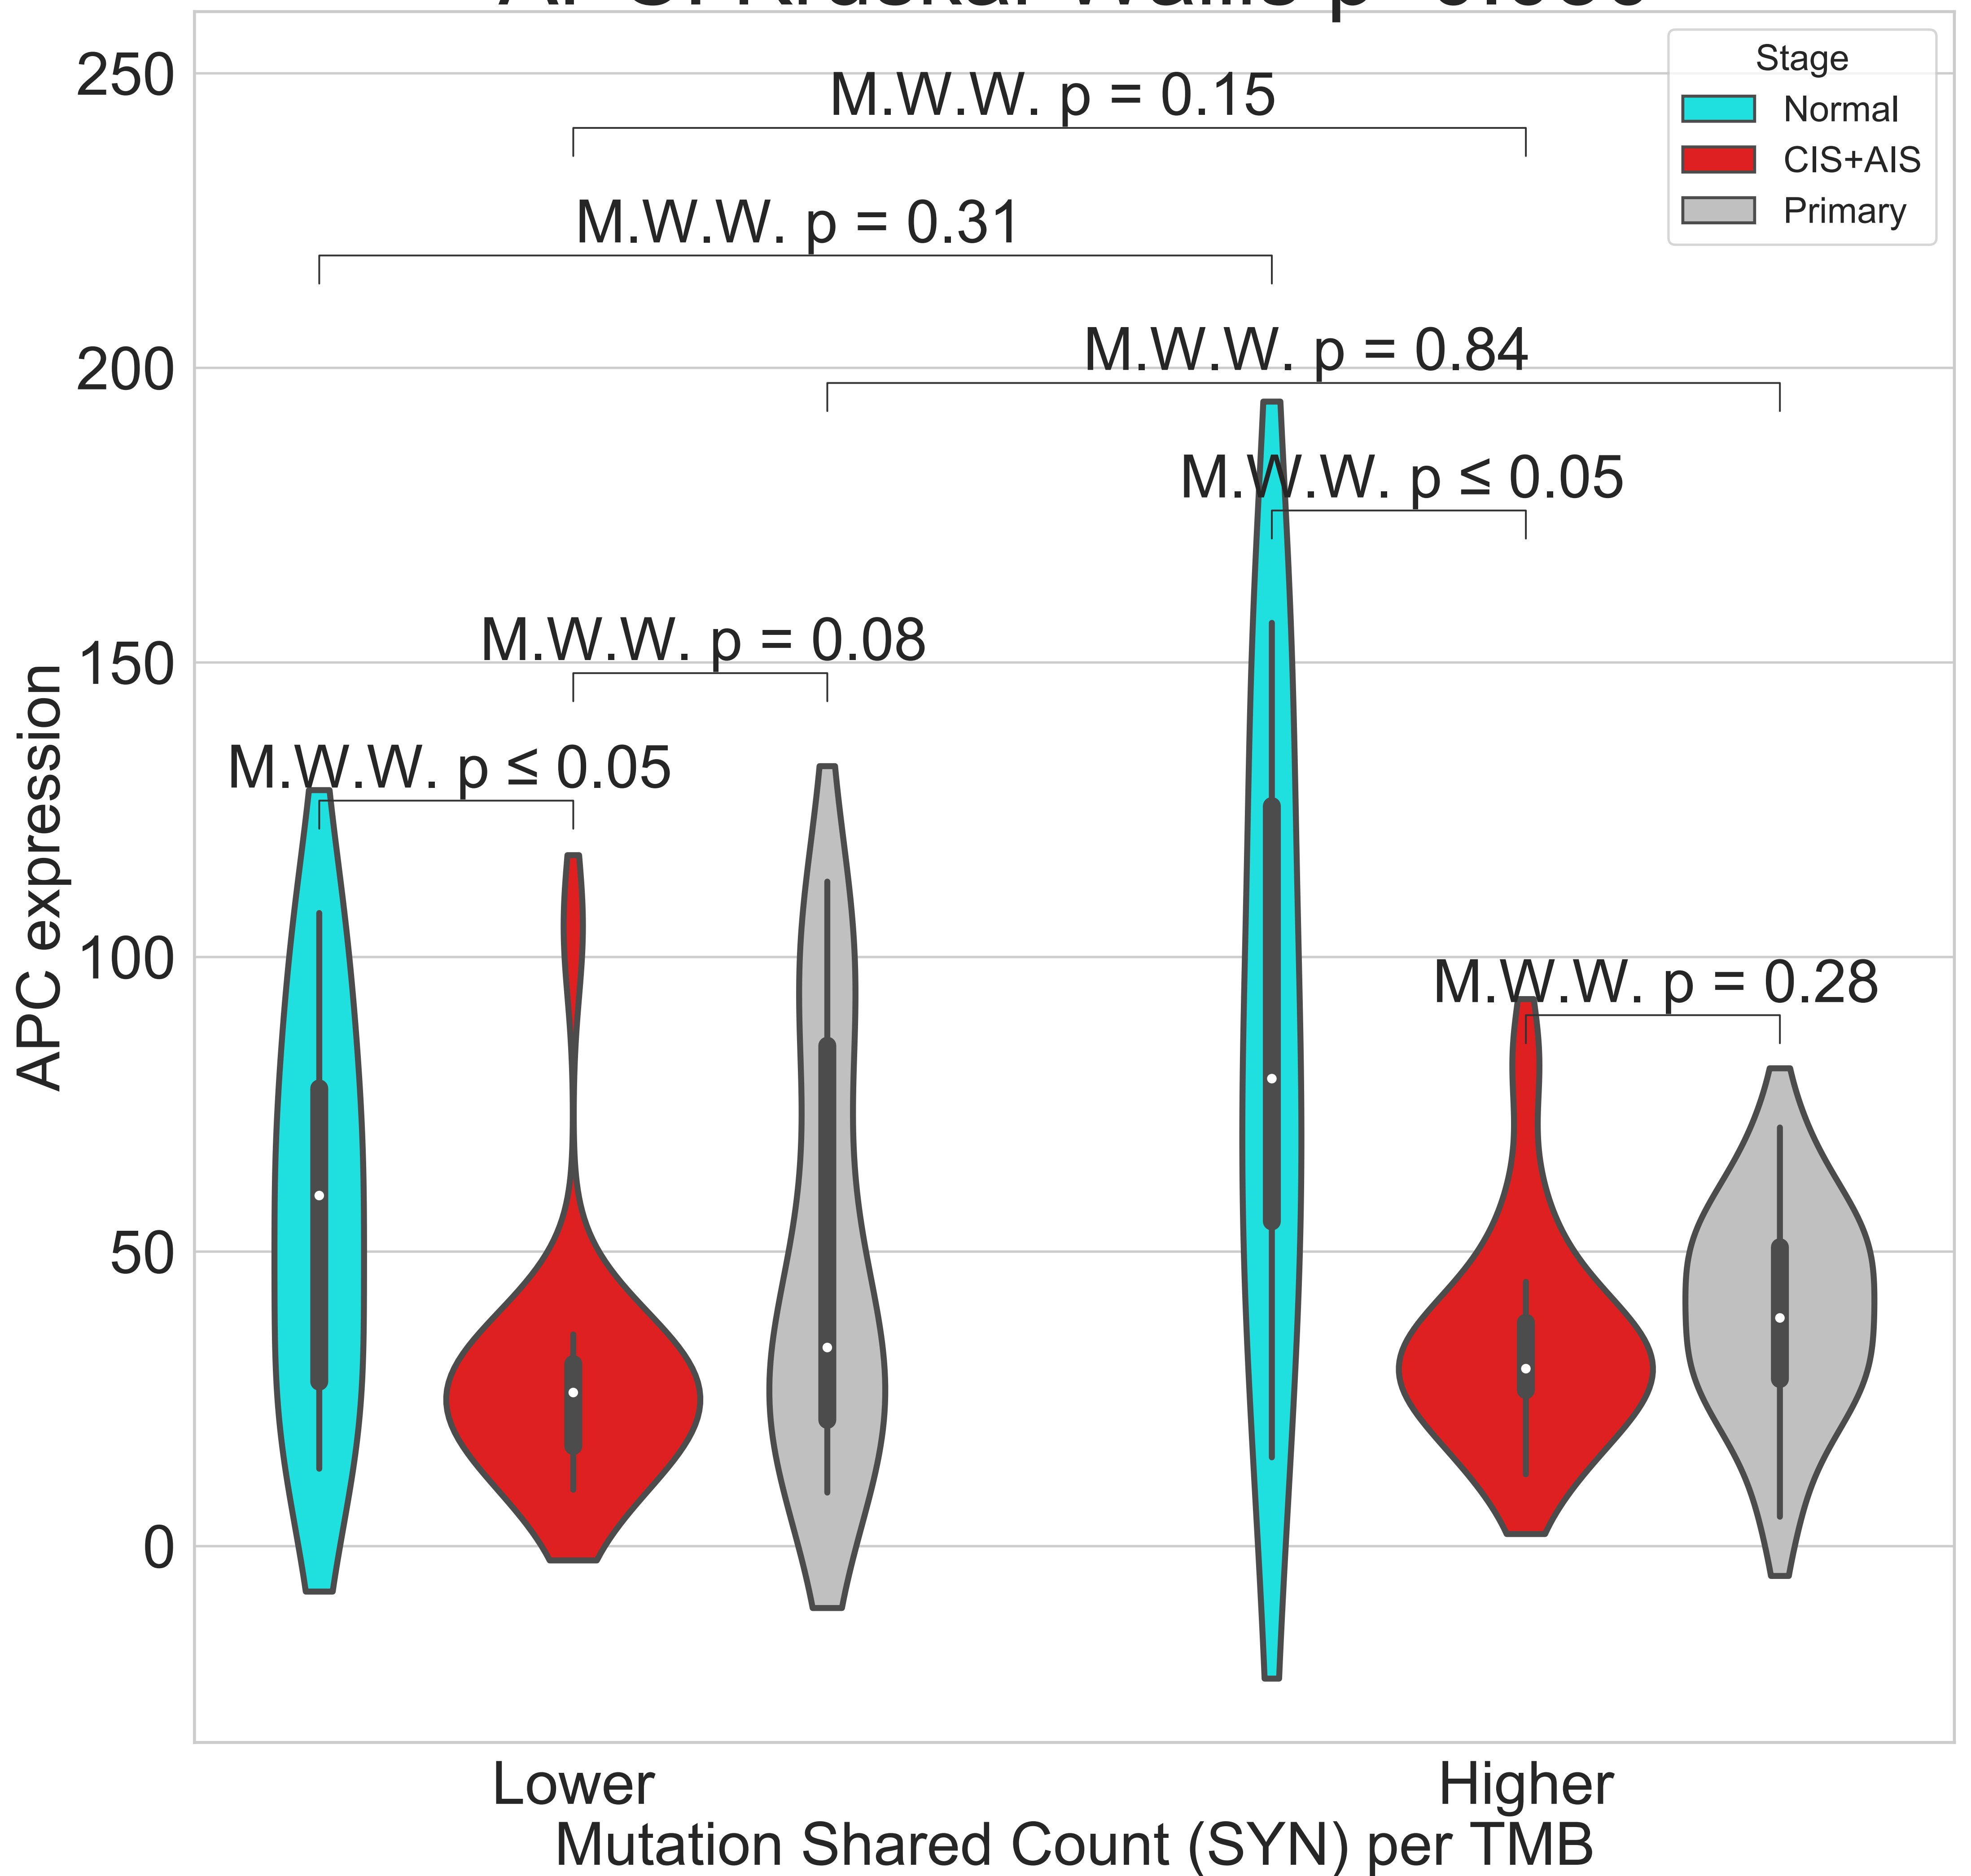 250
200
150
100
50
0
APC expression
M.W.W. p = 0.15
M.W.W. p = 0.31
M.W.W. p = 0.84
M.W.W. p ≤ 0.05
M.W.W. p = 0.08
M.W.W. p ≤ 0.05
M.W.W. p = 0.28
Stage
Normal
CIS+AIS
Primary
Lower
Higher
Mutation Shared Count (SYN) per TMB